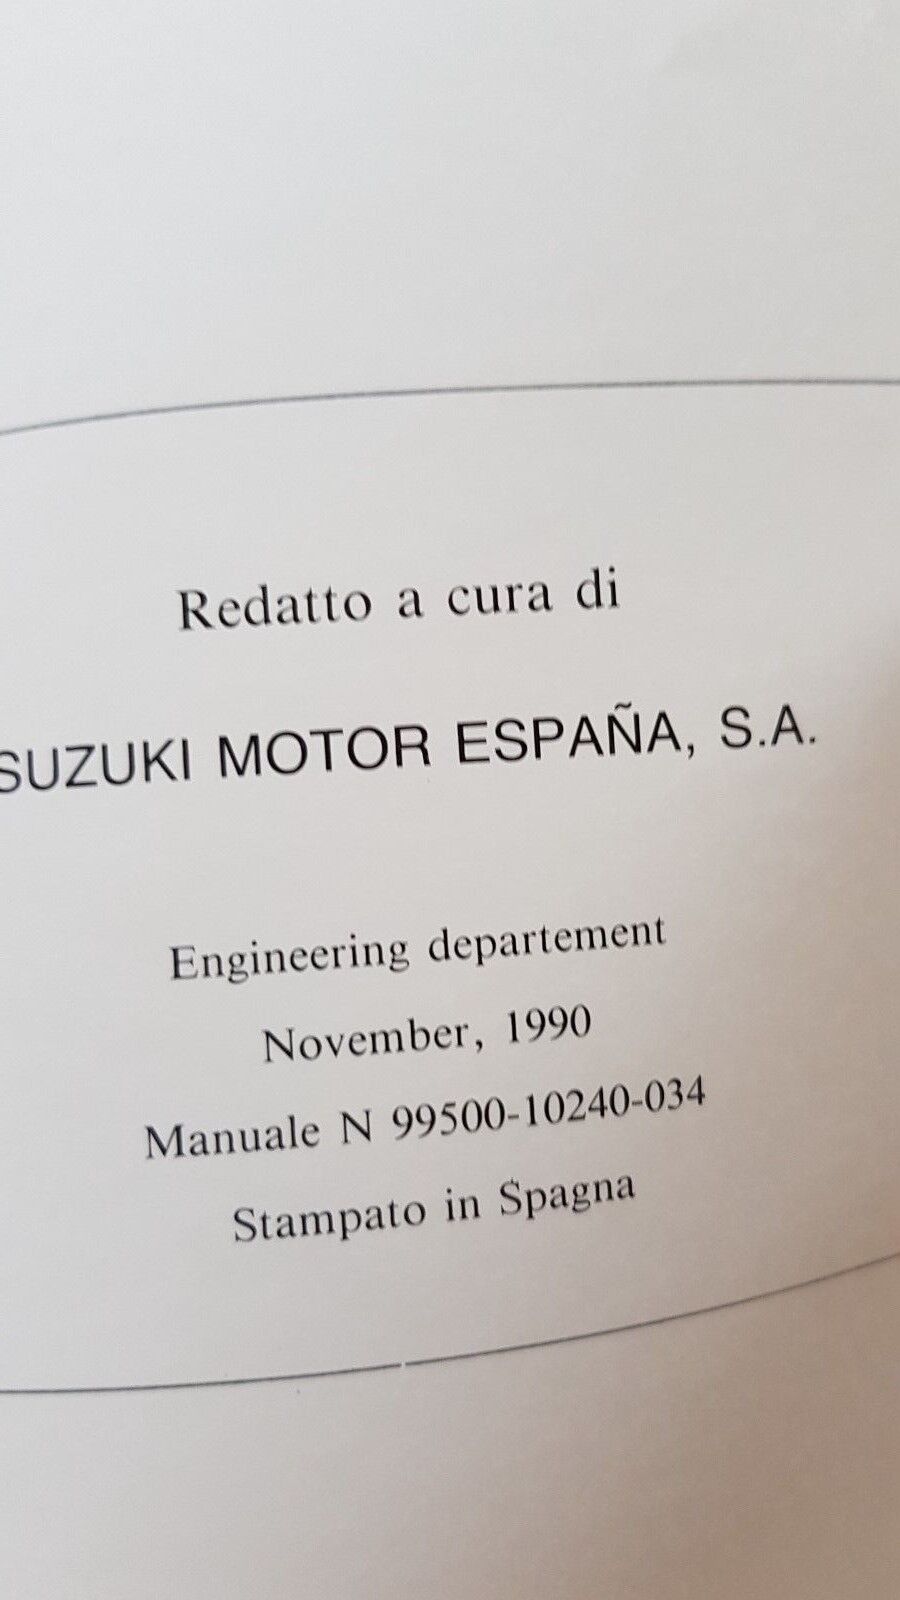 Redatto a cura di
SUZUKI MOTOR ESPAÑA, S.A.
Engineering departement
November, 1990
Manuale N 99500-10240-034
Stampato in Spagna